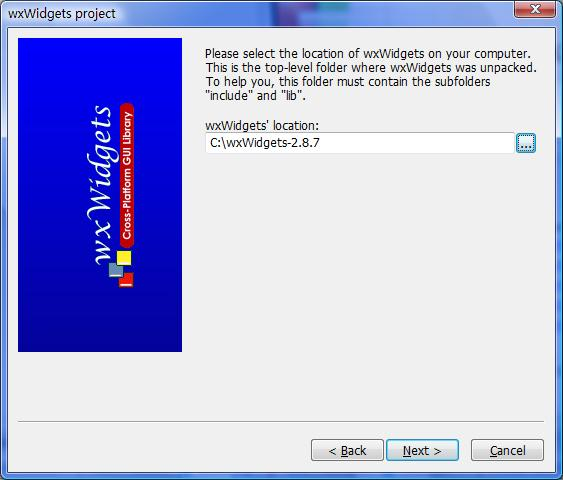 wxWidgets project
Please select the location of wxWidgets on your computer.
This is the top-level folder where wxWidgets was unpacked.
To help you, this folder must contain the subfolders
"include" and "lib".
wxWidgets' location:
C:\wxWidgets-2.8.7
...
wxWidgets
Cross-Platform GUI Library
< Back
Next >
Cancel